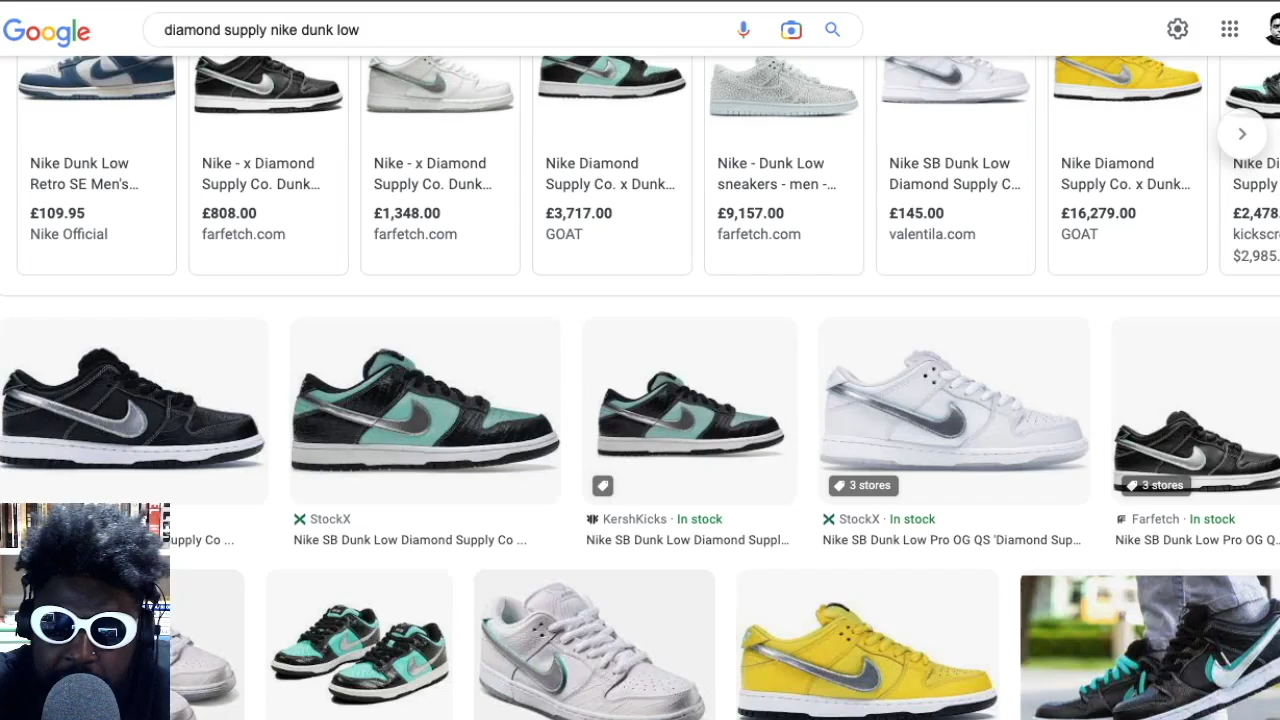 Google
diamond supply nike dunk low
Nike Dunk Low
Retro SE Men's...
£109.95
Nike Official
Nike - x Diamond
Supply Co. Dunk...
£808.00
farfetch.com
Nike - x Diamond
Supply Co. Dunk...
£1,348.00
farfetch.com
Nike Diamond
Supply Co. x Dunk...
£3,717.00
GOAT
Nike - Dunk Low
sneakers - men -...
£9,157.00
farfetch.com
Nike SB Dunk Low
Diamond Supply C...
£145.00
valentila.com
Nike Diamond
Supply Co. x Dunk...
£16,279.00
GOAT
Nike Di
Supply
£2,478.
kickscr
$2,985.
3 stores
3 stores
upply Co ...
StockX
Nike SB Dunk Low Diamond Supply Co ...
KershKicks · In stock
Nike SB Dunk Low Diamond Suppl...
StockX · In stock
Nike SB Dunk Low Pro OG QS 'Diamond Sup...
Farfetch · In stock
Nike SB Dunk Low Pro OG Q